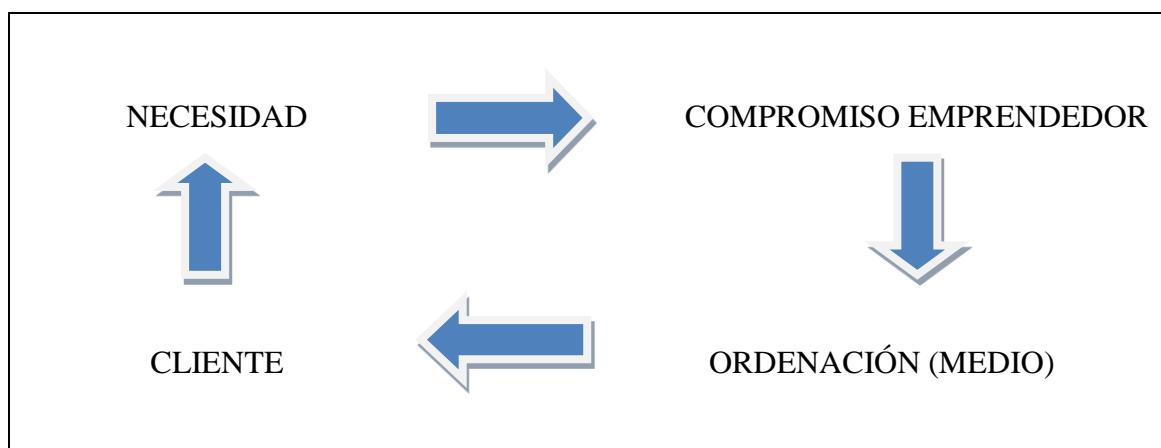 NECESIDAD
COMPROMISO EMPRENDEDOR
CLIENTE
ORDENACIÓN (MEDIO)